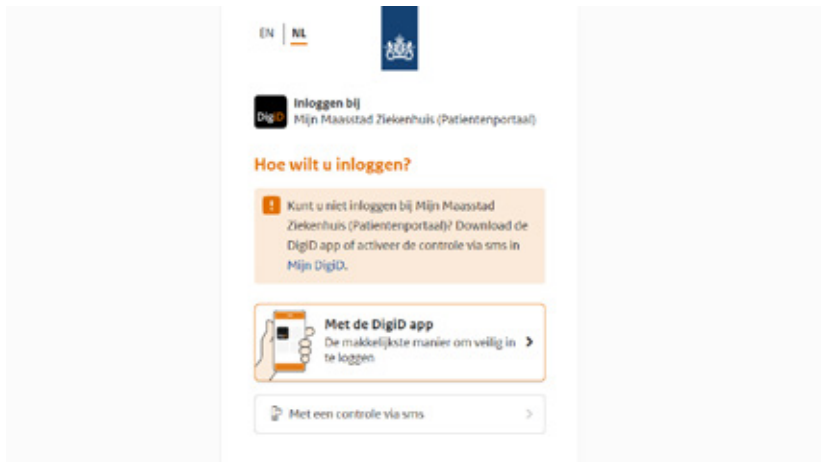 EN | NL
DigiD
Inloggen bij
Mijn Maasstad Ziekenhuis (Patientenportaal)
Hoe wilt u inloggen?
! Kunt u niet inloggen bij Mijn Maasstad
Ziekenhuis (Patientenportaal)? Download de
DigiD app of activeer de controle via sms in
Mijn DigiD.
Met de DigiD app
De makkelijkste manier om veilig in
te loggen
Met een controle via sms